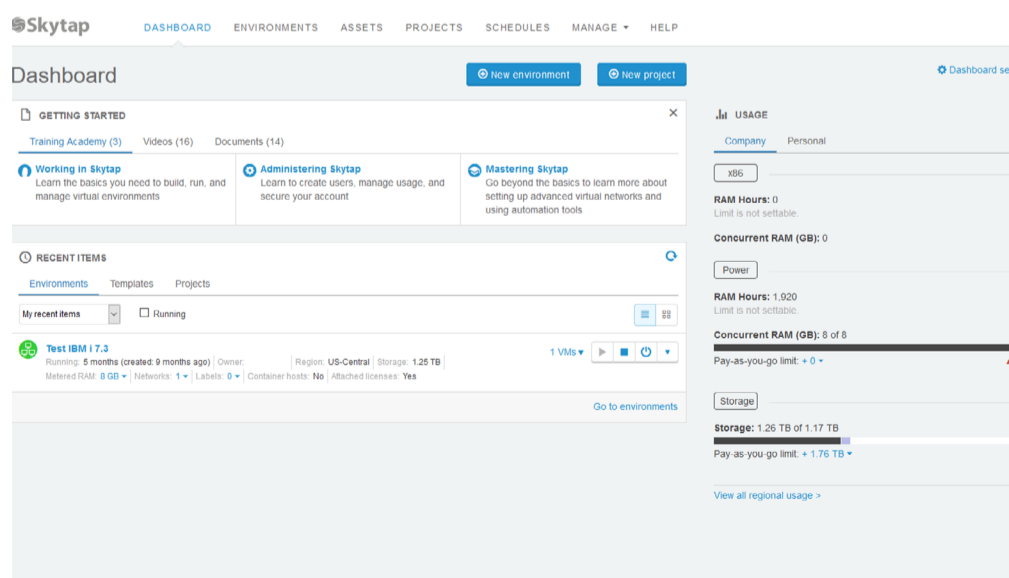 Skytap
DASHBOARD ENVIRONMENTS ASSETS PROJECTS SCHEDULES MANAGE HELP
Dashboard
New environment New project
Dashboard se
GETTING STARTED
Training Academy (3) Videos (16) Documents (14)
Working in Skytap
Learn the basics you need to build, run, and
manage virtual environments
Administering Skytap
Learn to create users, manage usage, and
secure your account
Mastering Skytap
Go beyond the basics to learn more about
setting up advanced virtual networks and
using automation tools
RECENT ITEMS
Environments Templates Projects
My recent items Running
Test IBM i 7.3
Running: 5 months (created: 9 months ago) Owner: Region: US-Central Storage: 1.25 TB
Metered RAM: 8 GB Networks: 1 Labels: 0 Container hosts: No Attached licenses: Yes
1 VMs
Go to environments
USAGE
Company Personal
x86
RAM Hours: 0
Limit is not settable.
Concurrent RAM (GB): 0
Power
RAM Hours: 1,920
Limit is not settable.
Concurrent RAM (GB): 8 of 8
Pay-as-you-go limit: + 0
Storage
Storage: 1.26 TB of 1.17 TB
Pay-as-you-go limit: + 1.76 TB
View all regional usage >